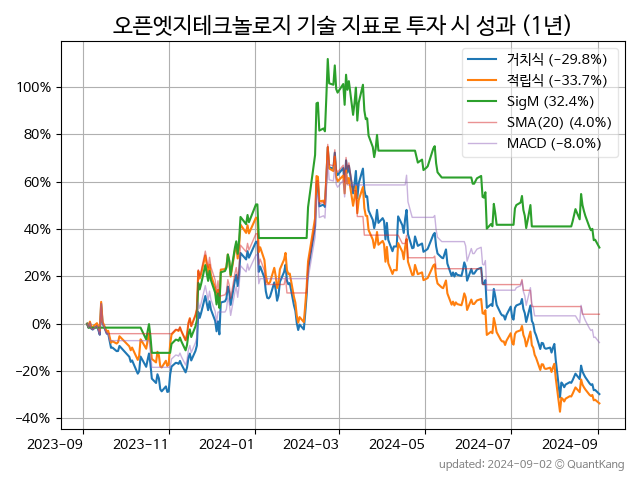 오픈엣지테크놀로지 기술 지표로 투자 시 성과 (1년)
거치식 (−29.8%)
적립식 (−33.7%)
SigM (32.4%)
SMA(20) (4.0%)
MACD (−8.0%)
100%
80%
60%
40%
20%
0%
−20%
−40%
2023-09 2023-11 2024-01 2024-03 2024-05 2024-07 2024-09
updated: 2024-09-02 © QuantKang